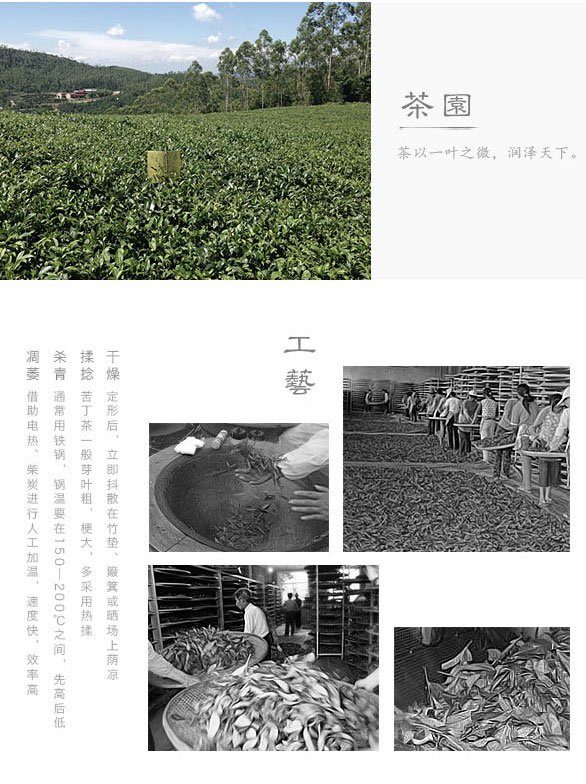 茶園
茶以一叶之微，润泽天下。
工藝
干燥 定形后，立即抖散在竹垫、簸箕或晒场上荫凉
揉捻 苦丁茶一般芽叶粗、梗大，多采用热揉
杀青 通常用铁锅，锅温要在150—200℃之间，先高后低
凋萎 借助电热、柴炭进行人工加温，速度快，效率高